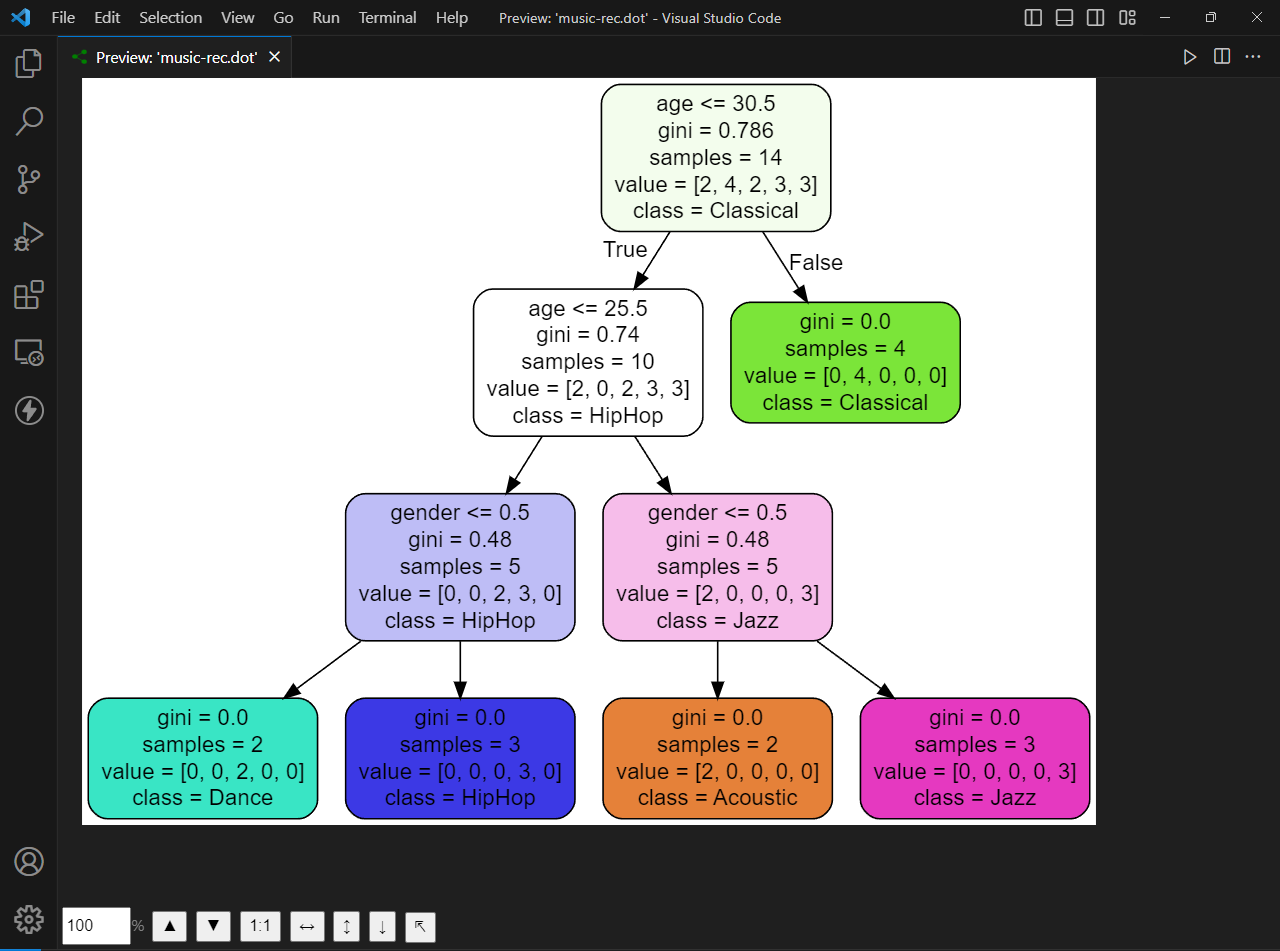 File Edit Selection View Go Run Terminal Help Preview: 'music-rec.dot' - Visual Studio Code
Preview: 'music-rec.dot'
age <= 30.5
gini = 0.786
samples = 14
value = [2, 4, 2, 3, 3]
class = Classical
True
False
age <= 25.5
gini = 0.74
samples = 10
value = [2, 0, 2, 3, 3]
class = HipHop
gini = 0.0
samples = 4
value = [0, 4, 0, 0, 0]
class = Classical
gender <= 0.5
gini = 0.48
samples = 5
value = [0, 0, 2, 3, 0]
class = HipHop
gender <= 0.5
gini = 0.48
samples = 5
value = [2, 0, 0, 0, 3]
class = Jazz
gini = 0.0
samples = 2
value = [0, 0, 2, 0, 0]
class = Dance
gini = 0.0
samples = 3
value = [0, 0, 0, 3, 0]
class = HipHop
gini = 0.0
samples = 2
value = [2, 0, 0, 0, 0]
class = Acoustic
gini = 0.0
samples = 3
value = [0, 0, 0, 0, 3]
class = Jazz
100 % ▲ ▼ 1:1 ↔ ↕ ↓ ↖